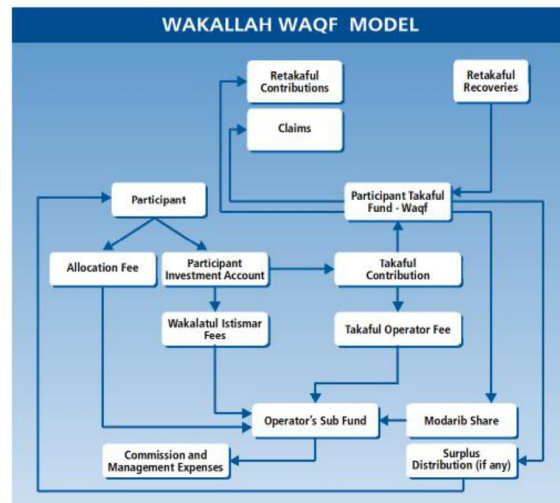 WAKALLAH WAQF MODEL
Retakaful
Contributions
Retakaful
Recoveries
Claims
Participant
Participant Takaful
Fund - Waqf
Allocation Fee
Participant
Investment Account
Takaful
Contribution
Wakalatul Istismar
Fees
Takaful Operator Fee
Operator's Sub Fund
Modarib Share
Commission and
Management Expenses
Surplus
Distribution (if any)